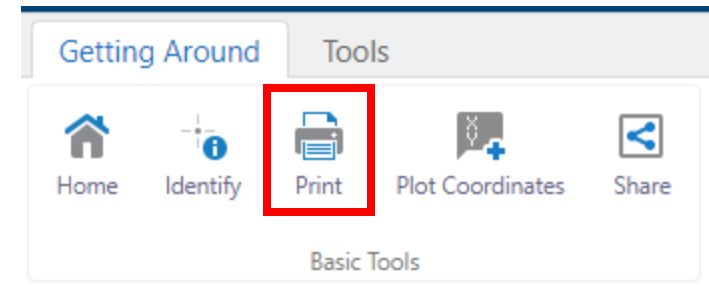 Getting Around Tools
Home Identify Print Plot Coordinates Share
Basic Tools